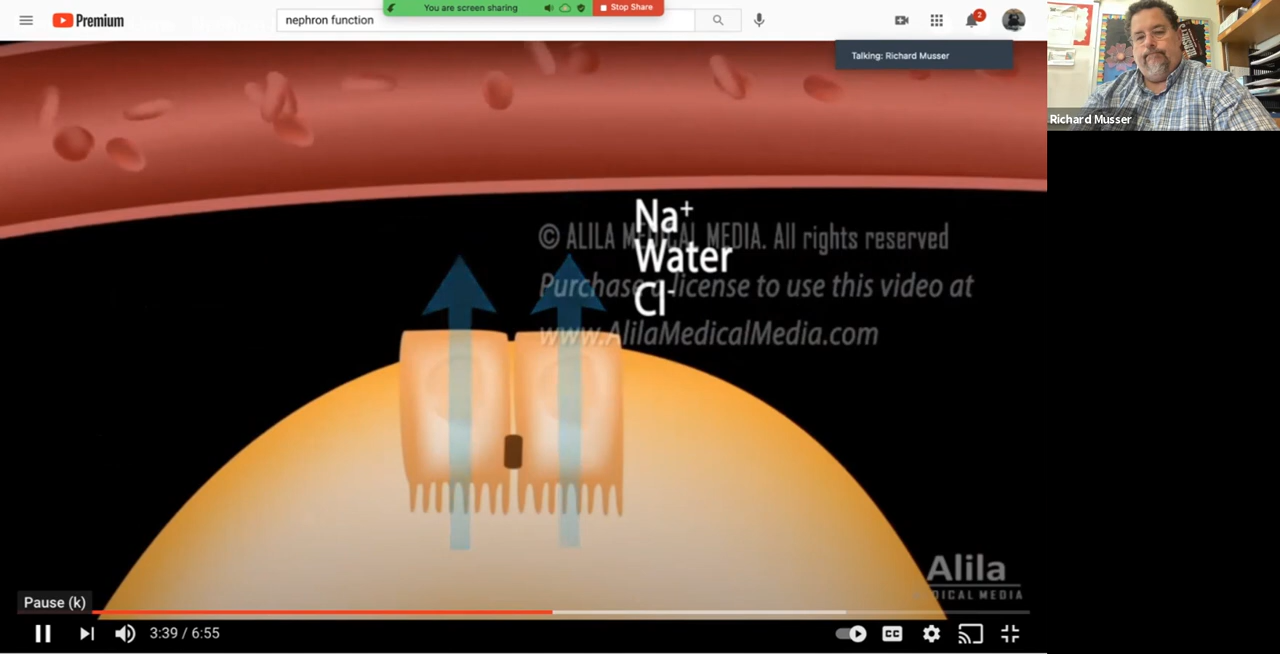 Premium
nephron function
You are screen sharing
Stop Share
2
Talking: Richard Musser
Richard Musser
Na+
© ALILA MEDICAL MEDIA. All rights reserved
Water
Purchase a license to use this video at
Cl-
www.AlilaMedicalMedia.com
Alila
MEDICAL MEDIA
Pause (k)
3:39 / 6:55
CC